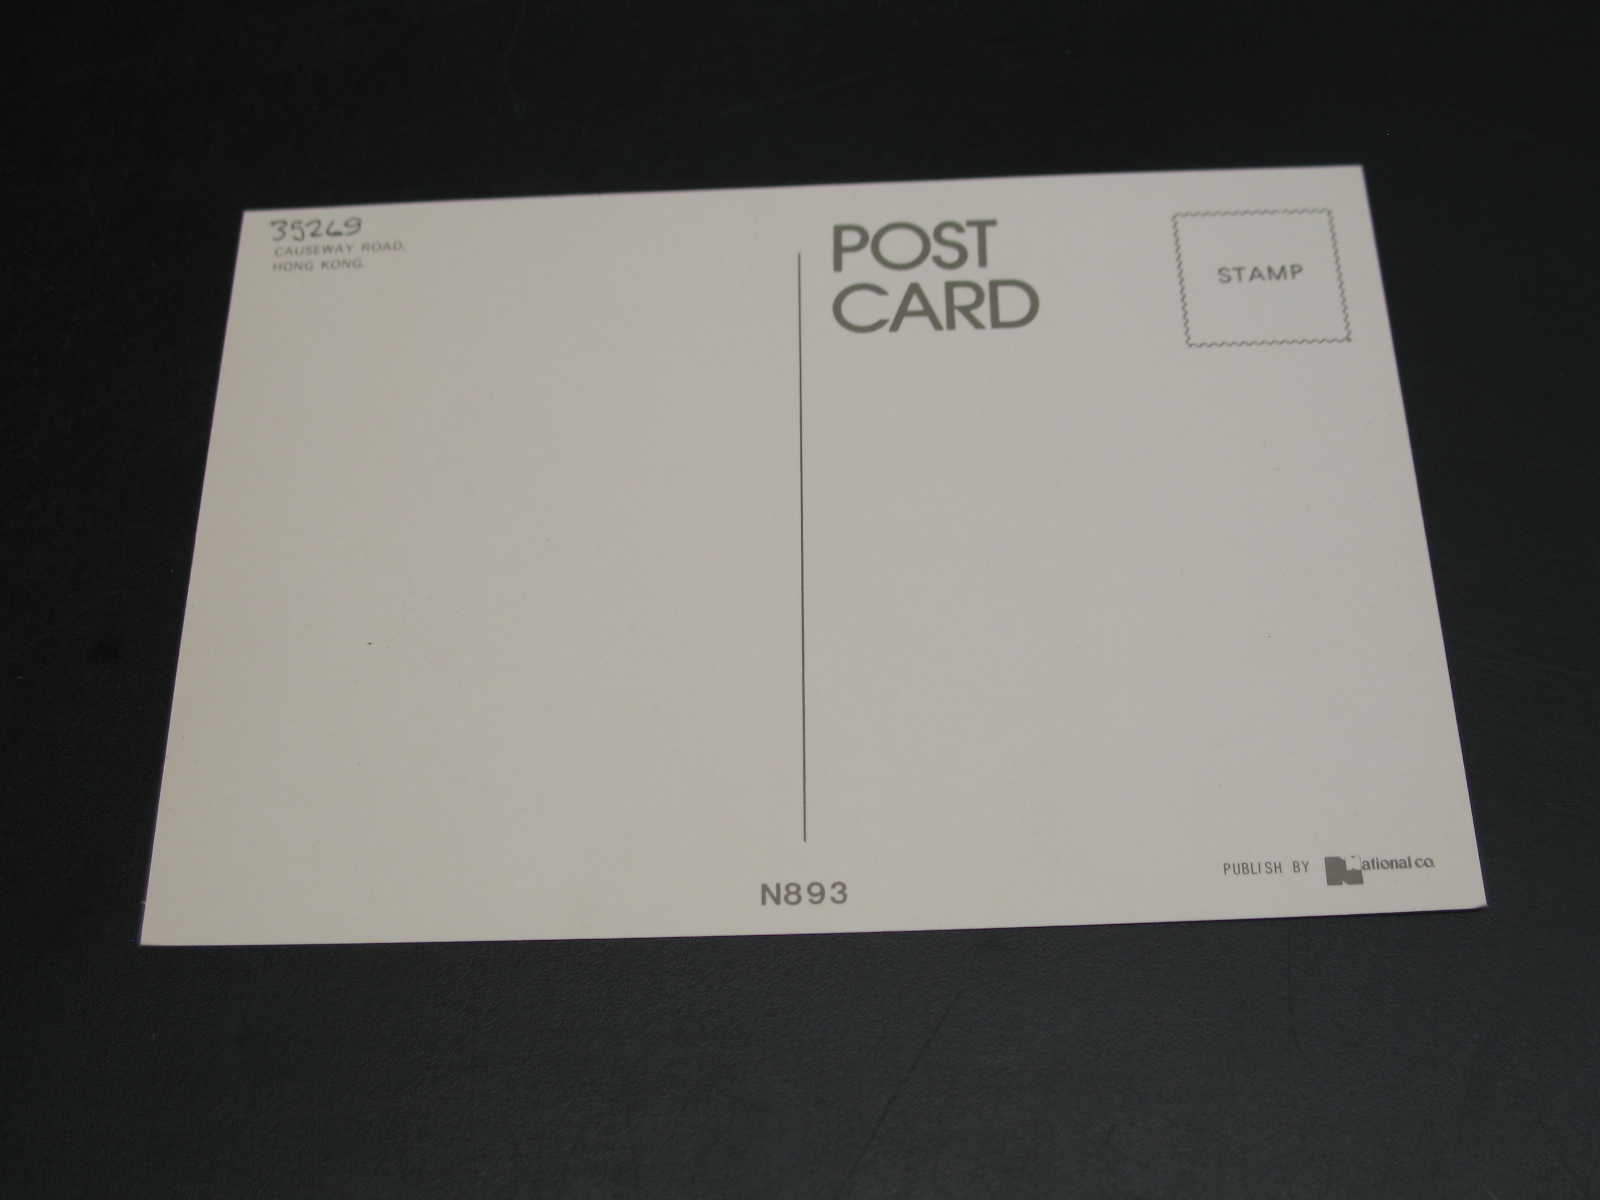 35269
CAUSEWAY ROAD,
HONG KONG.
POST
CARD
STAMP
N893
PUBLISH BY National co.